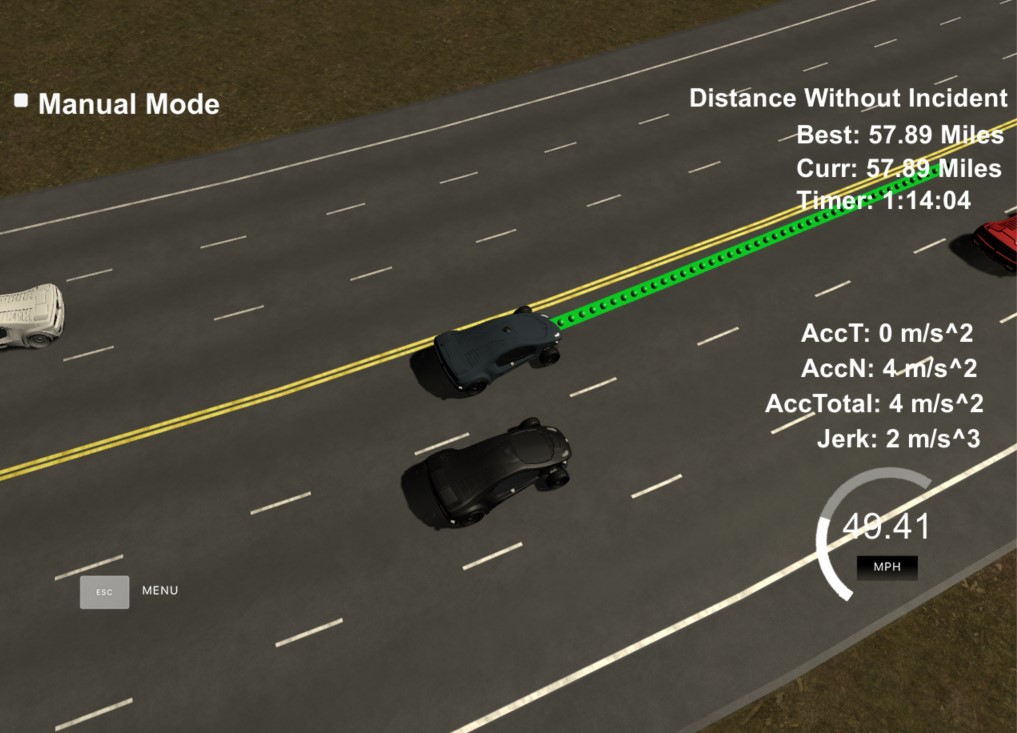 Manual Mode
Distance Without Incident
Best: 57.89 Miles
Curr: 57.89 Miles
Timer: 1:14:04
AccT: 0 m/s^2
AccN: 4 m/s^2
AccTotal: 4 m/s^2
Jerk: 2 m/s^3
49.41
MPH
ESC MENU